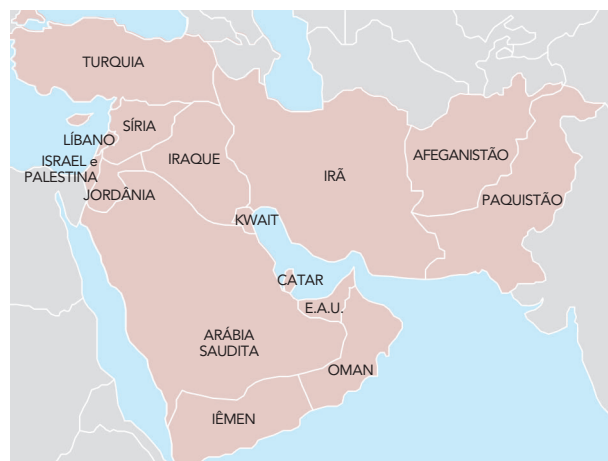 TURQUIA
SÍRIA
LÍBANO
ISRAEL e
PALESTINA
JORDÂNIA
IRAQUE
IRÃ
AFEGANISTÃO
PAQUISTÃO
KWAIT
CATAR
E.A.U.
ARÁBIA
SAUDITA
OMAN
IÊMEN